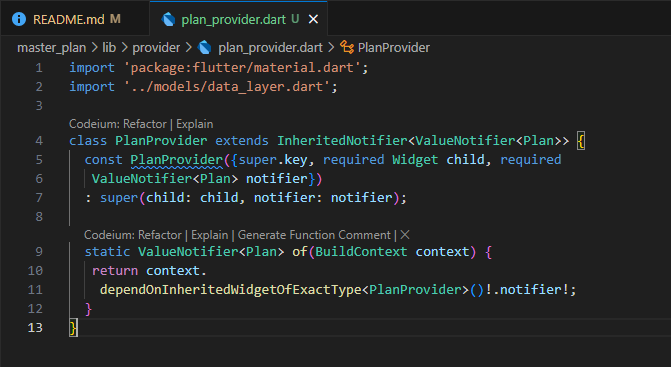 README.md M
plan_provider.dart U
master_plan > lib > provider > plan_provider.dart > PlanProvider
1 import 'package:flutter/material.dart';
2 import '../models/data_layer.dart';
3
Codeium: Refactor | Explain
4 class PlanProvider extends InheritedNotifier<ValueNotifier<Plan>> {
5 const PlanProvider({super.key, required Widget child, required
6 ValueNotifier<Plan> notifier})
7 : super(child: child, notifier: notifier);
8
Codeium: Refactor | Explain | Generate Function Comment | ×
9 static ValueNotifier<Plan> of(BuildContext context) {
10 return context.
11 dependOnInheritedWidgetOfExactType<PlanProvider>()!.notifier!;
12 }
13 }